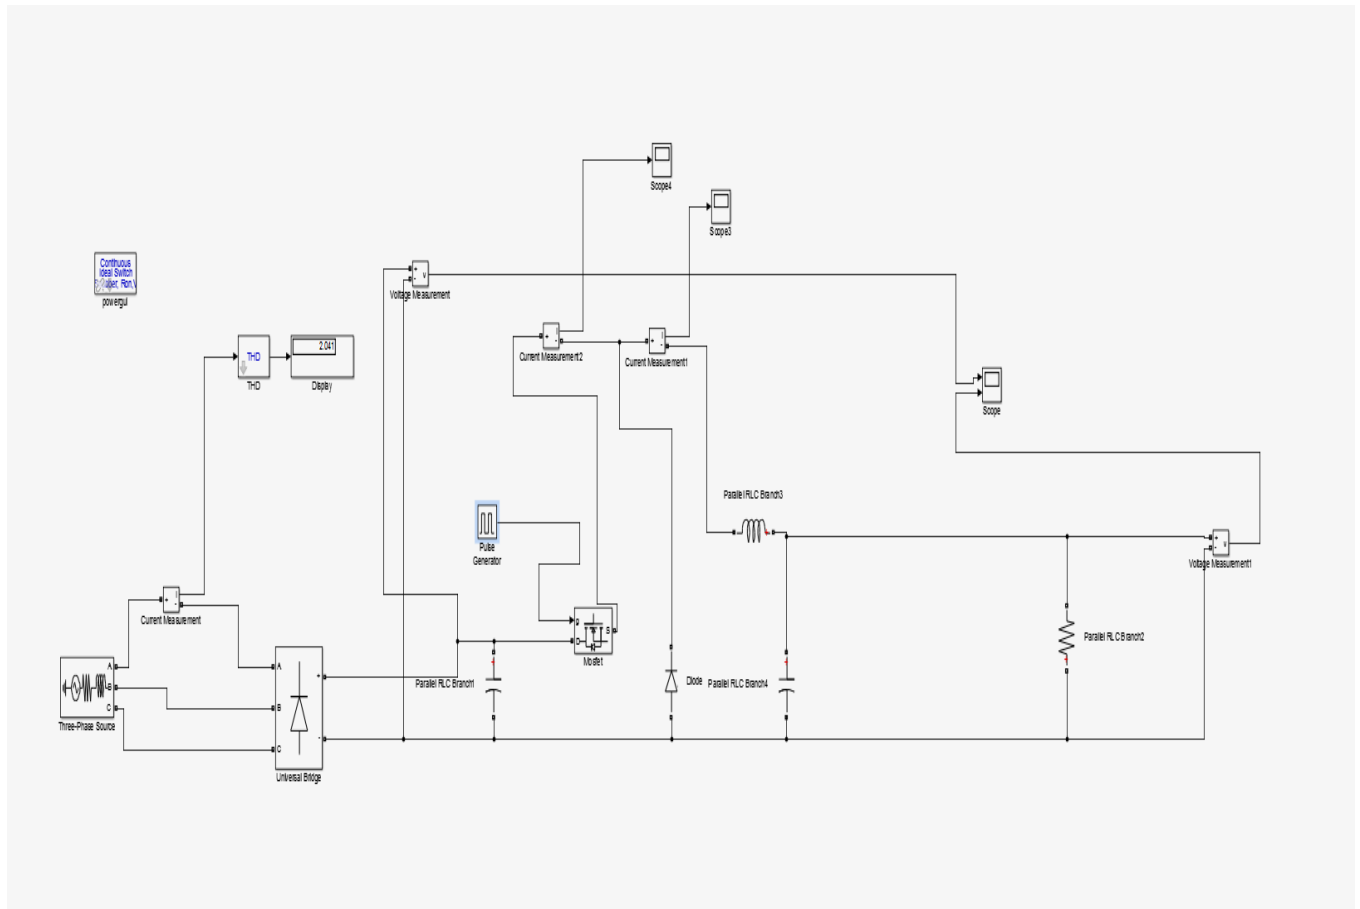 Scope4
Scope3
Continuous
Ideal Switch
powergui
+
-
v
Voltage Measurement
+
-
i
Current Measurement2
+
-
i
Current Measurement1
THD
THD
2.041
Display
Scope
Parallel RLC Branch3
Pulse
Generator
+
-
v
Voltage Measurement1
+
-
i
Current Measurement
g
D
S
Mosfet
Parallel RLC Branch2
A
B
C
Three-Phase Source
A
B
C
+
-
Universal Bridge
Parallel RLC Branch1
Diode
Parallel RLC Branch4